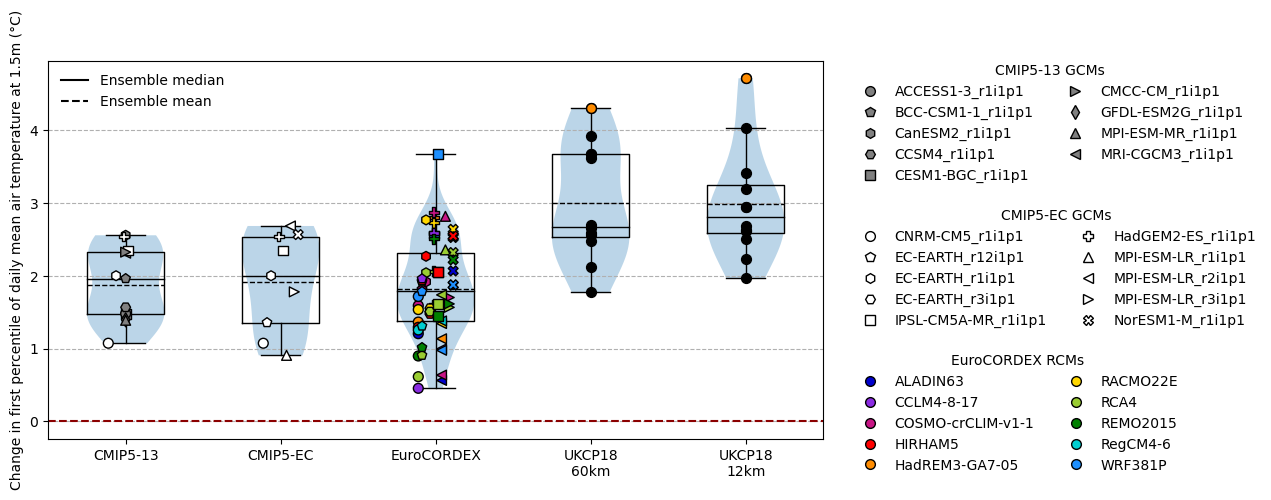 Change in first percentile of daily mean air temperature at 1.5m (°C)
Ensemble median
Ensemble mean
4
3
2
1
0
CMIP5-13
CMIP5-EC
EuroCORDEX
UKCP18
60km
UKCP18
12km
CMIP5-13 GCMs
ACCESS1-3_r1i1p1
BCC-CSM1-1_r1i1p1
CanESM2_r1i1p1
CCSM4_r1i1p1
CESM1-BGC_r1i1p1
CMCC-CM_r1i1p1
GFDL-ESM2G_r1i1p1
MPI-ESM-MR_r1i1p1
MRI-CGCM3_r1i1p1
CMIP5-EC GCMs
CNRM-CM5_r1i1p1
EC-EARTH_r12i1p1
EC-EARTH_r1i1p1
EC-EARTH_r3i1p1
IPSL-CM5A-MR_r1i1p1
HadGEM2-ES_r1i1p1
MPI-ESM-LR_r1i1p1
MPI-ESM-LR_r2i1p1
MPI-ESM-LR_r3i1p1
NorESM1-M_r1i1p1
EuroCORDEX RCMs
ALADIN63
CCLM4-8-17
COSMO-crCLIM-v1-1
HIRHAM5
HadREM3-GA7-05
RACMO22E
RCA4
REMO2015
RegCM4-6
WRF381P